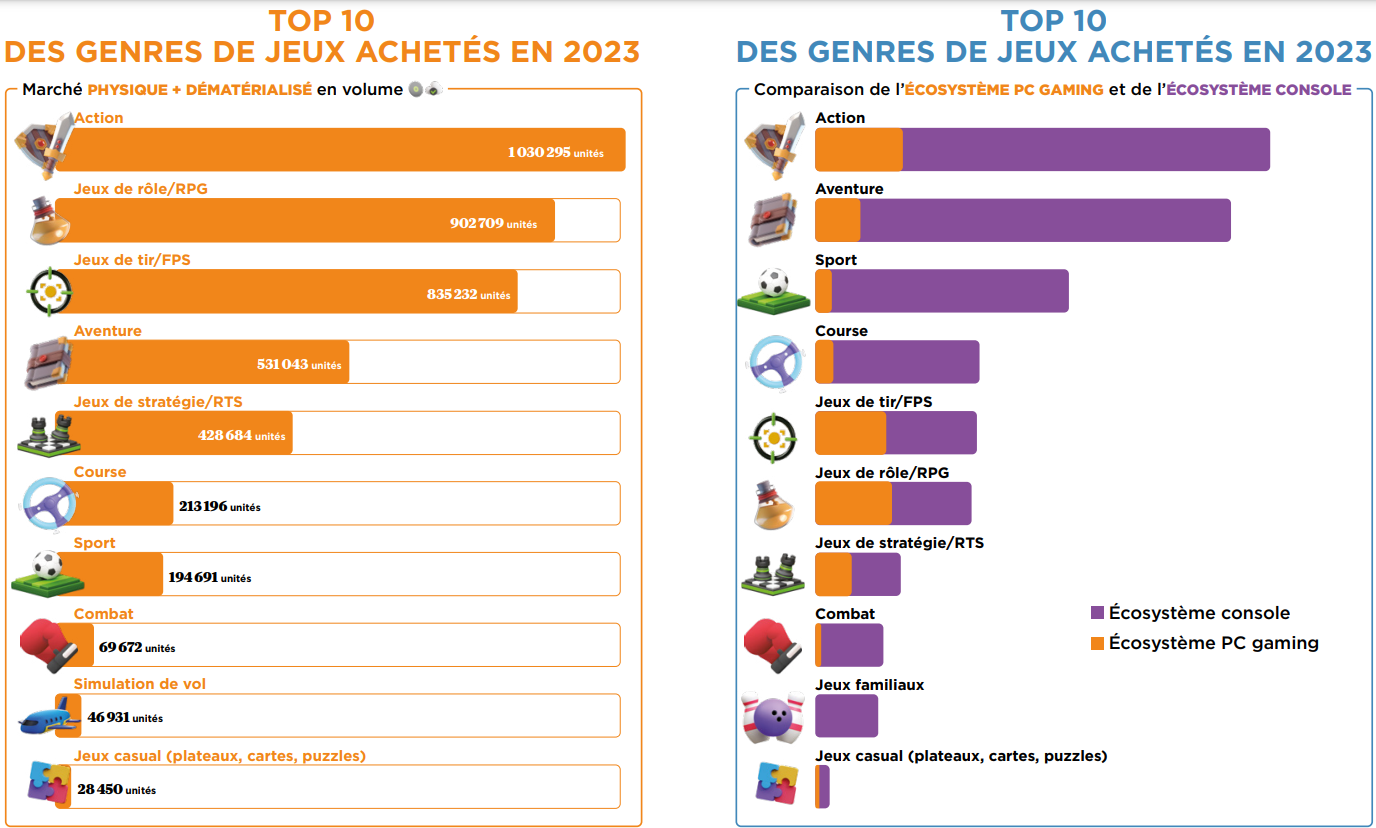 TOP 10
DES GENRES DE JEUX ACHETÉS EN 2023
Marché PHYSIQUE + DÉMATÉRIALISÉ en volume
Action
1 030 295 unités
Jeux de rôle/RPG
902 709 unités
Jeux de tir/FPS
835 232 unités
Aventure
531 043 unités
Jeux de stratégie/RTS
428 684 unités
Course
213 196 unités
Sport
194 691 unités
Combat
69 672 unités
Simulation de vol
46 931 unités
Jeux casual (plateaux, cartes, puzzles)
28 450 unités
TOP 10
DES GENRES DE JEUX ACHETÉS EN 2023
Comparaison de l'ÉCOSYSTÈME PC GAMING et de l'ÉCOSYSTÈME CONSOLE
Action
Aventure
Sport
Course
Jeux de tir/FPS
Jeux de rôle/RPG
Jeux de stratégie/RTS
Combat
Jeux familiaux
Jeux casual (plateaux, cartes, puzzles)
Écosystème console
Écosystème PC gaming